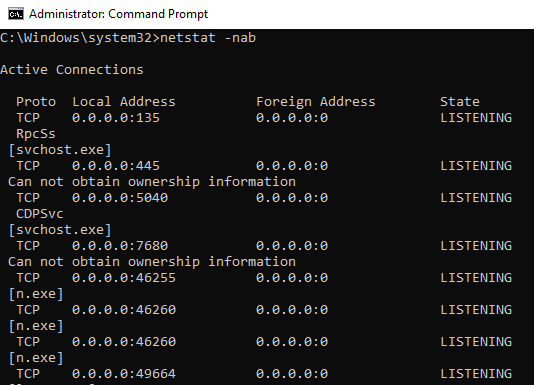 Administrator: Command Prompt
C:\Windows\system32>netstat -nab
Active Connections
Proto Local Address Foreign Address State
TCP 0.0.0.0:135 0.0.0.0:0 LISTENING
RpcSs
[svchost.exe]
TCP 0.0.0.0:445 0.0.0.0:0 LISTENING
Can not obtain ownership information
TCP 0.0.0.0:5040 0.0.0.0:0 LISTENING
CDPSvc
[svchost.exe]
TCP 0.0.0.0:7680 0.0.0.0:0 LISTENING
Can not obtain ownership information
TCP 0.0.0.0:46255 0.0.0.0:0 LISTENING
[n.exe]
TCP 0.0.0.0:46260 0.0.0.0:0 LISTENING
[n.exe]
TCP 0.0.0.0:46260 0.0.0.0:0 LISTENING
[n.exe]
TCP 0.0.0.0:49664 0.0.0.0:0 LISTENING